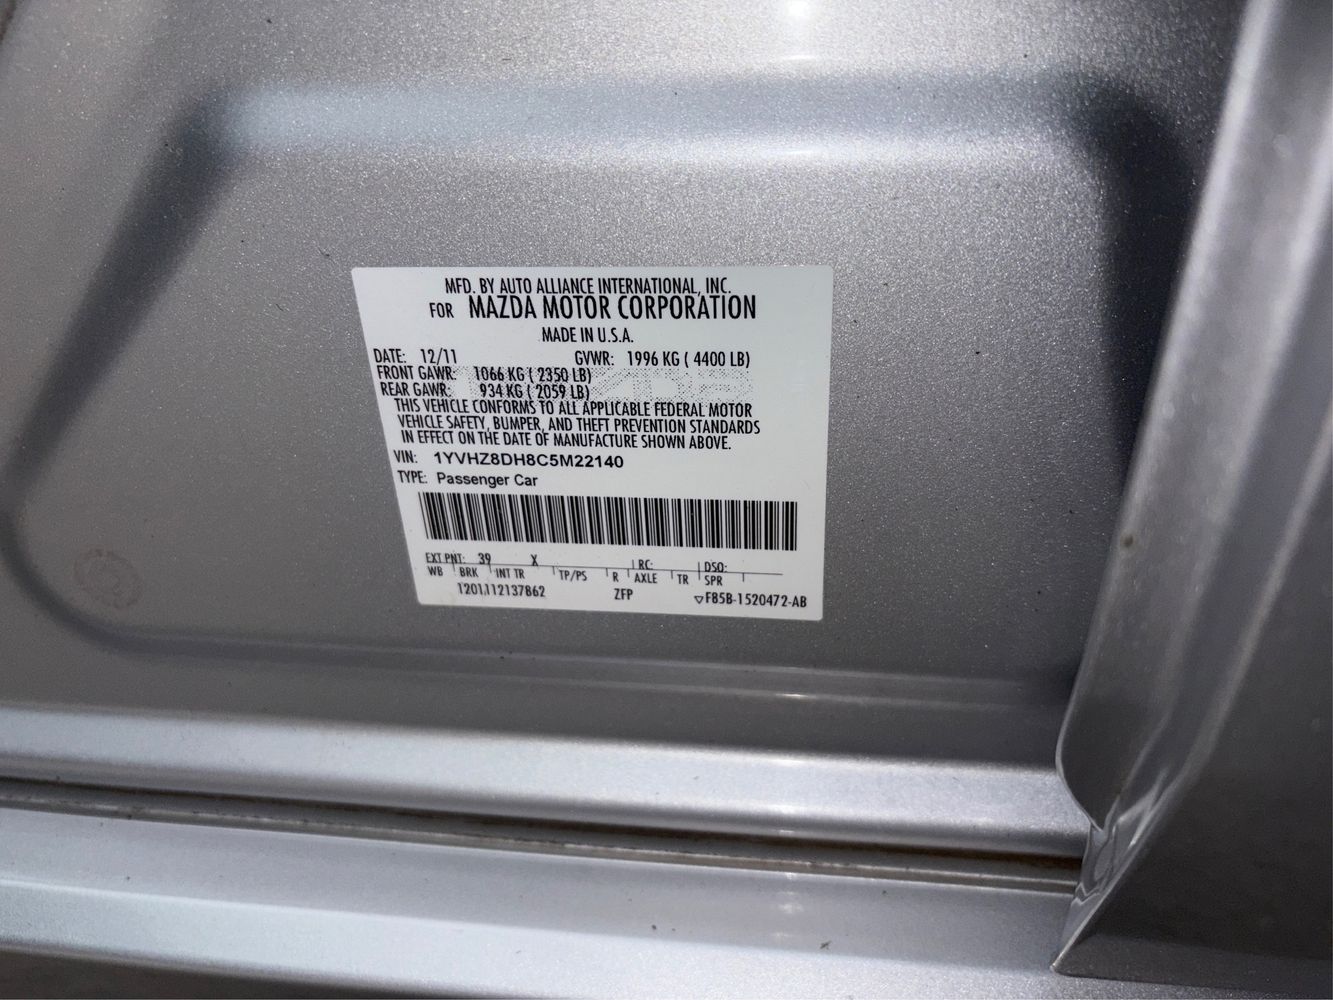 MFD. BY AUTO ALLIANCE INTERNATIONAL, INC.
FOR MAZDA MOTOR CORPORATION
MADE IN U.S.A.
DATE: 12/11 GVWR: 1996 KG ( 4400 LB)
FRONT GAWR: 1066 KG ( 2350 LB)
REAR GAWR: 934 KG ( 2059 LB)
THIS VEHICLE CONFORMS TO ALL APPLICABLE FEDERAL MOTOR
VEHICLE SAFETY, BUMPER, AND THEFT PREVENTION STANDARDS
IN EFFECT ON THE DATE OF MANUFACTURE SHOWN ABOVE.
VIN: 1YVHZ8DH8C5M22140
TYPE: Passenger Car
EXT PNT: 39 X RC: DSO:
WB BRK INT TR TP/PS R AXLE TR SPR
1201112137862 ZFP ▽FB5B-1520472-AB